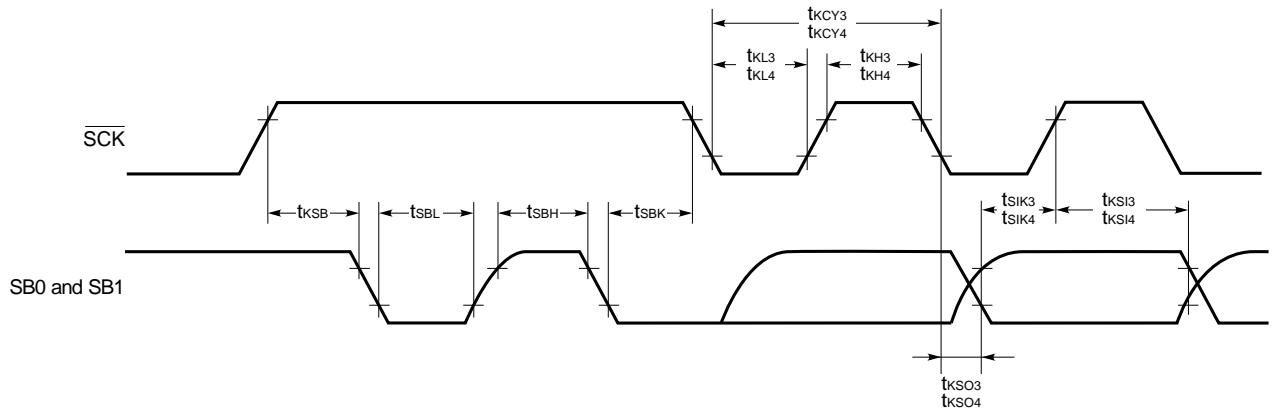 tKCY3
tKCY4
tKL3
tKL4
tKH3
tKH4
SCK
tKSB
tSBL
tSBH
tSBK
tSIK3
tSIK4
tKSI3
tKSI4
SB0 and SB1
tKSO3
tKSO4